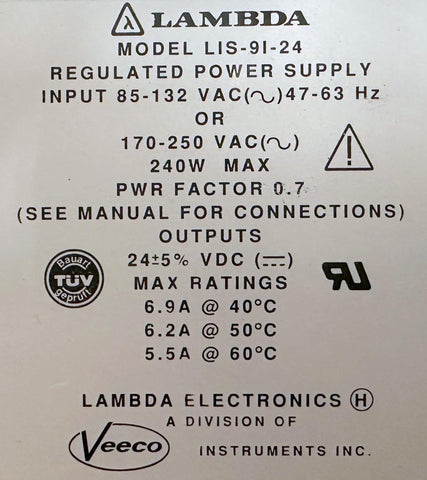 LAMBDA
MODEL LIS-9I-24
REGULATED POWER SUPPLY
INPUT 85-132 VAC(~)47-63 Hz
OR
170-250 VAC(~)
240W MAX
PWR FACTOR 0.7
(SEE MANUAL FOR CONNECTIONS)
OUTPUTS
24±5% VDC (⎓)
MAX RATINGS
6.9A @ 40°C
6.2A @ 50°C
5.5A @ 60°C
Bauart
TÜV
geprüft
LAMBDA ELECTRONICS Ⓗ
A DIVISION OF
Veeco INSTRUMENTS INC.